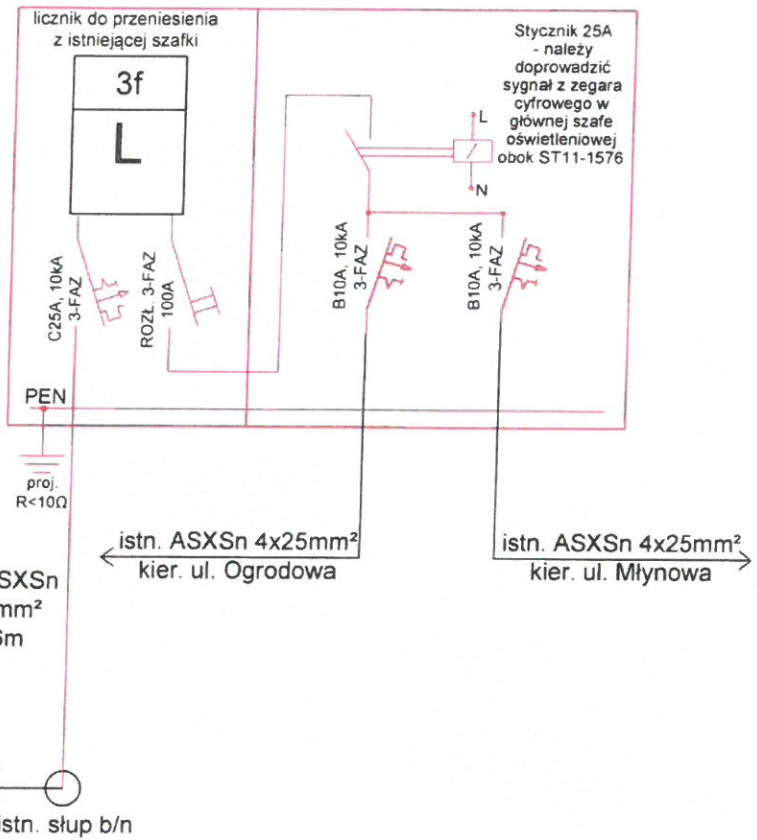 licznik do przeniesienia
z istniejącej szafki
3f
L
Stycznik 25A
- należy
doprowadzić
sygnał z zegara
cyfrowego w
głównej szafe
oświetleniowej
obok ST11-1576
L
N
C25A, 10kA
3-FAZ
ROZŁ. 3-FAZ
100A
B10A, 10kA
3-FAZ
B10A, 10kA
3-FAZ
PEN
proj.
R<10Ω
istn. ASXSn 4x25mm²
kier. ul. Ogrodowa
istn. ASXSn 4x25mm²
kier. ul. Młynowa
SXSn
mm²
m
istn. słup b/n